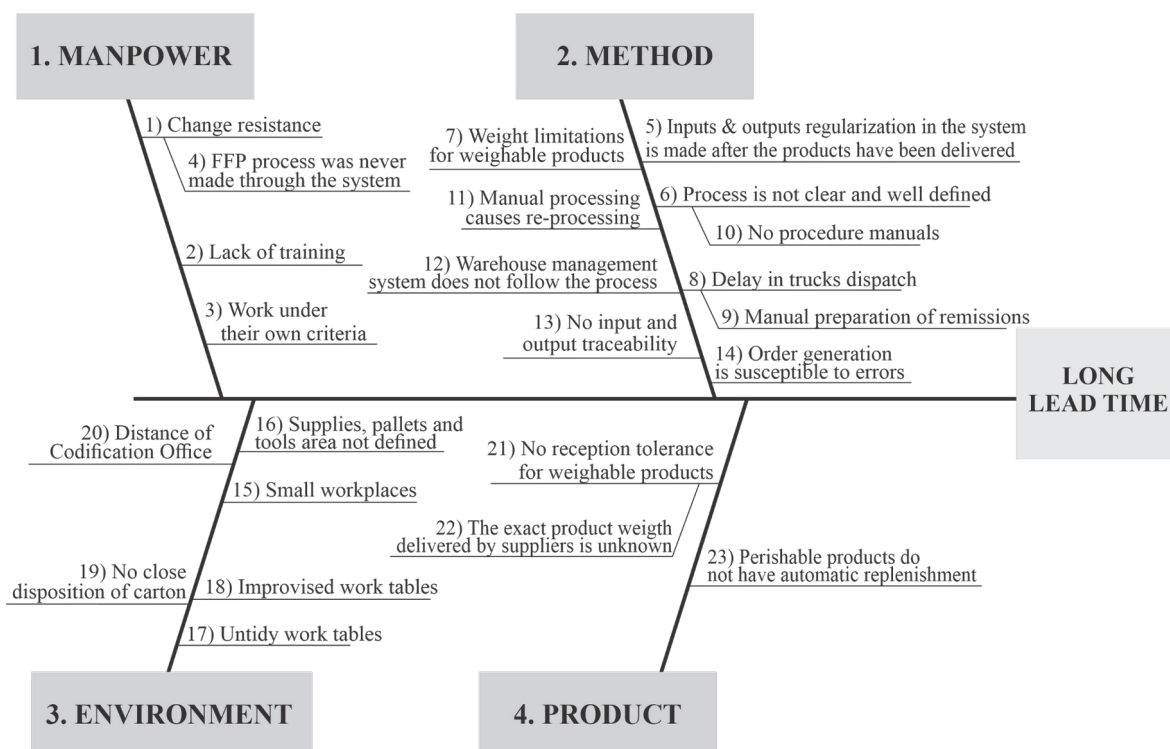 1. MANPOWER
1) Change resistance
4) FFP process was never
made through the system
2) Lack of training
3) Work under
their own criteria
2. METHOD
7) Weight limitations
for weighable products
11) Manual processing
causes re-processing
12) Warehouse management
system does not follow the process
13) No input and
output traceability
5) Inputs & outputs regularization in the system
is made after the products have been delivered
6) Process is not clear and well defined
10) No procedure manuals
8) Delay in trucks dispatch
9) Manual preparation of remissions
14) Order generation
is susceptible to errors
LONG
LEAD TIME
20) Distance of
Codification Office
16) Supplies, pallets and
tools area not defined
15) Small workplaces
19) No close
disposition of carton
18) Improvised work tables
17) Untidy work tables
3. ENVIRONMENT
21) No reception tolerance
for weighable products
22) The exact product weigth
delivered by suppliers is unknown
23) Perishable products do
not have automatic replenishment
4. PRODUCT